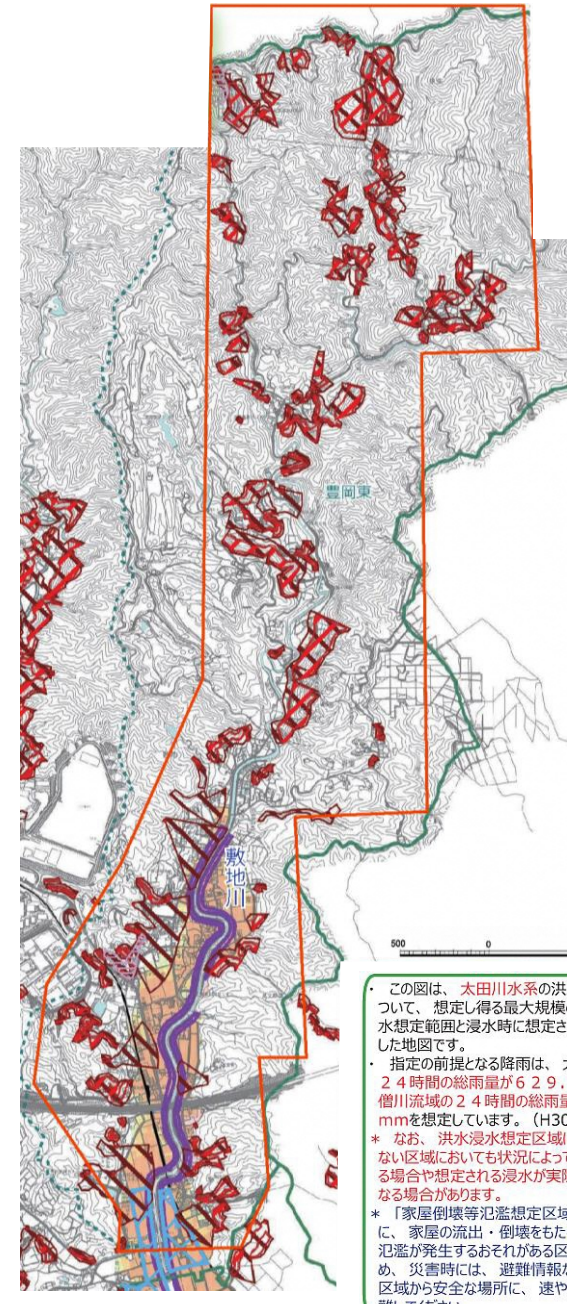 豊岡東
敷地川
500 0
・ この図は、 太田川水系の洪
ついて、 想定し得る最大規模
水想定範囲と浸水時に想定さ
した地図です。
・ 指定の前提となる降雨は、
２４時間の総雨量が６２９．
僧川流域の２４時間の総雨量
mmを想定しています。（H30
* なお、 洪水浸水想定区域に
ない区域においても状況によって
る場合や想定される浸水が実際
なる場合があります。
* 「家屋倒壊等氾濫想定区域
に、 家屋の流出・倒壊をもた
氾濫が発生するおそれがある区
め、 災害時には、 避難情報
区域から安全な場所に、 速や